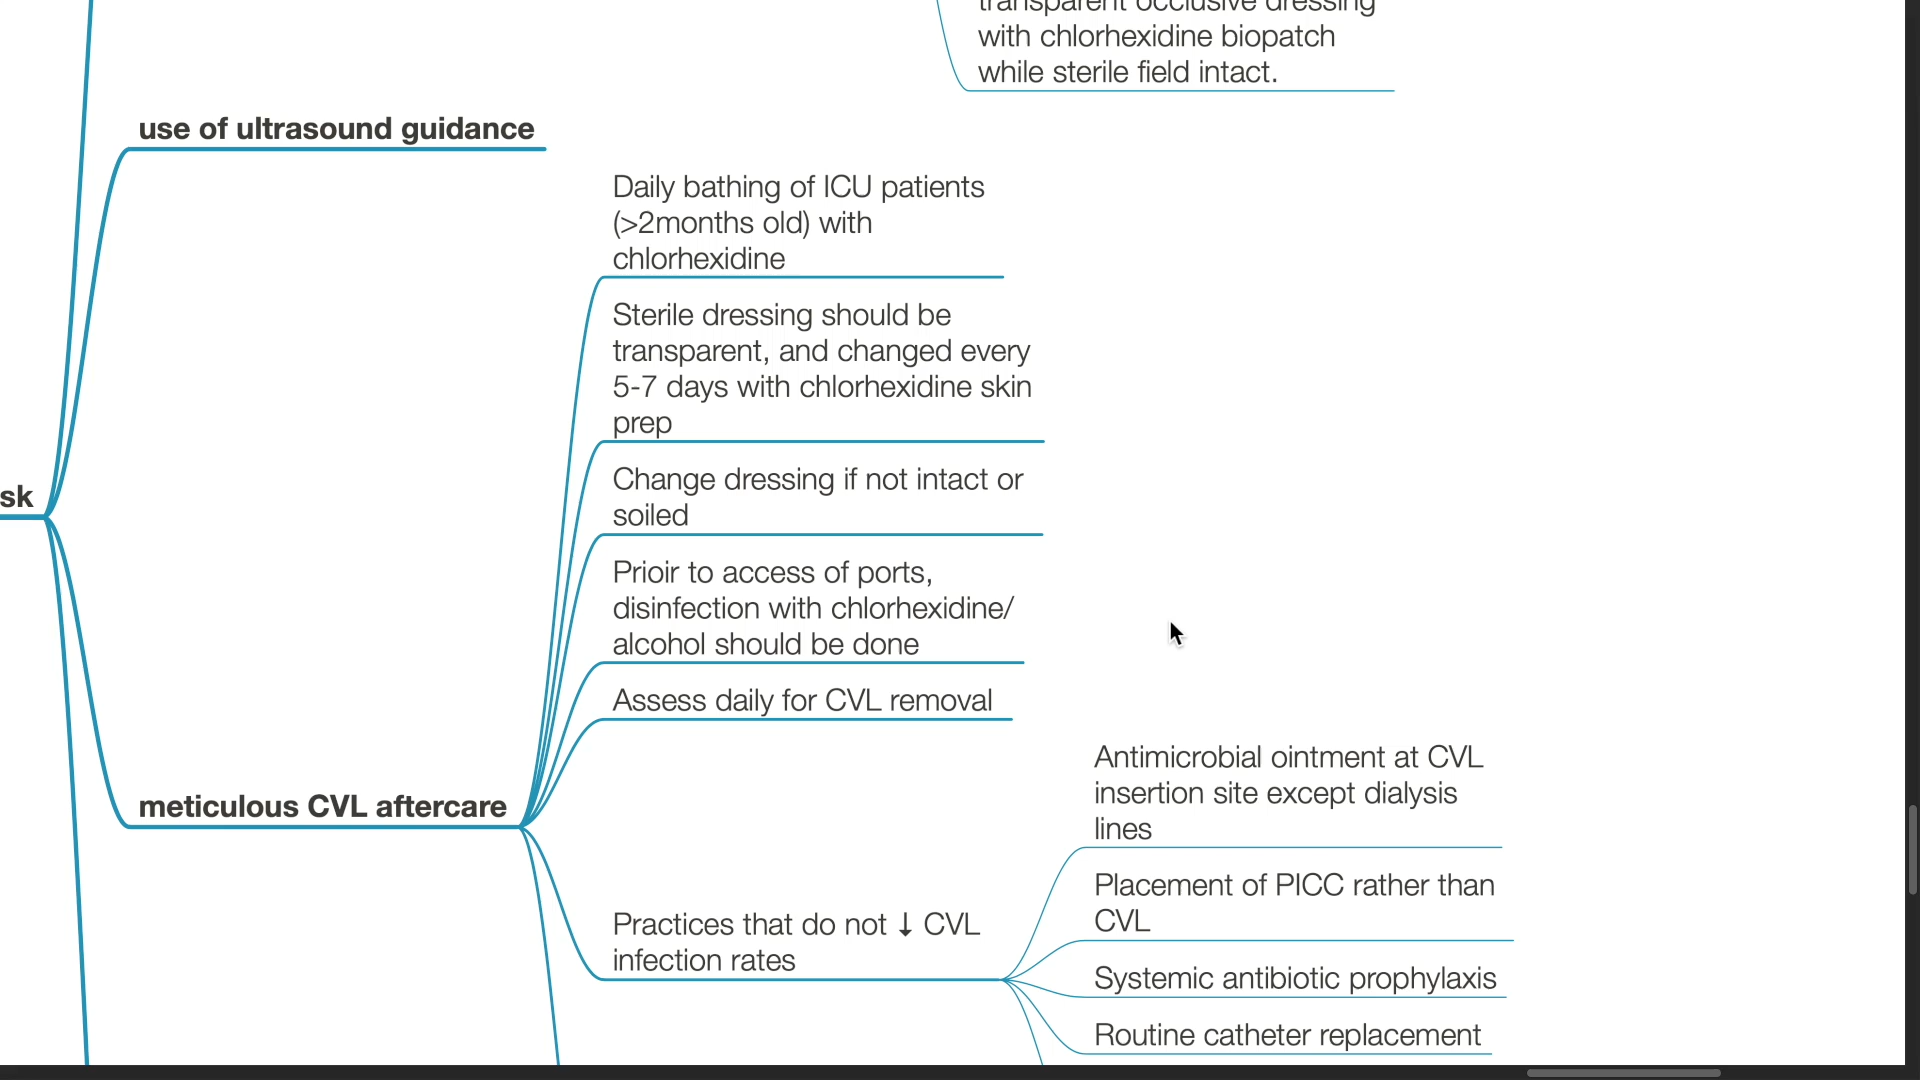 transparent occlusive dressing
with chlorhexidine biopatch
while sterile field intact.
use of ultrasound guidance
Daily bathing of ICU patients
(>2months old) with
chlorhexidine
Sterile dressing should be
transparent, and changed every
5-7 days with chlorhexidine skin
prep
Change dressing if not intact or
soiled
sk
Prioir to access of ports,
disinfection with chlorhexidine/
alcohol should be done
Assess daily for CVL removal
meticulous CVL aftercare
Antimicrobial ointment at CVL
insertion site except dialysis
lines
Placement of PICC rather than
CVL
Practices that do not ↓ CVL
infection rates
Systemic antibiotic prophylaxis
Routine catheter replacement